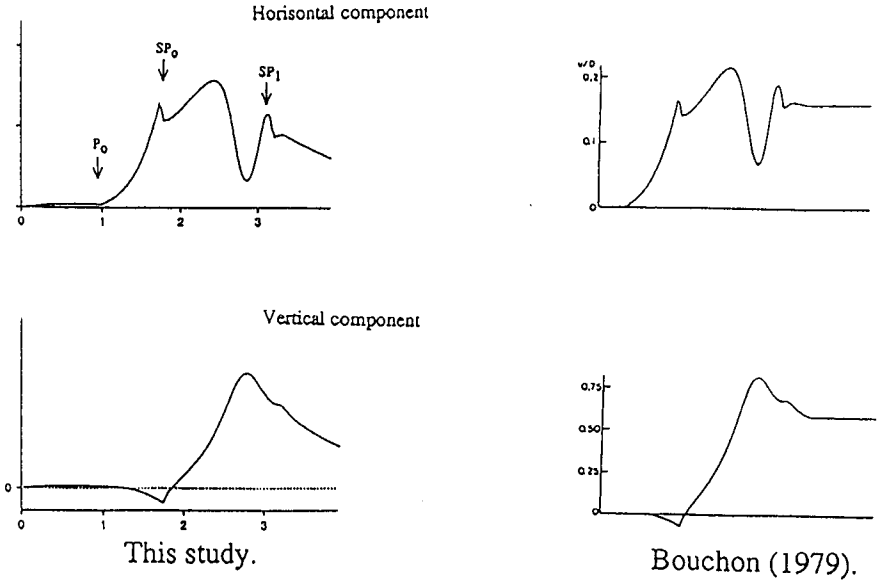 Horisontal component
SP₀
SP₁
P₀
0 1 2 3
u/D
0.2
0.1
0
Vertical component
0
0 1 2 3
0.75
0.50
0.25
0
This study.
Bouchon (1979).